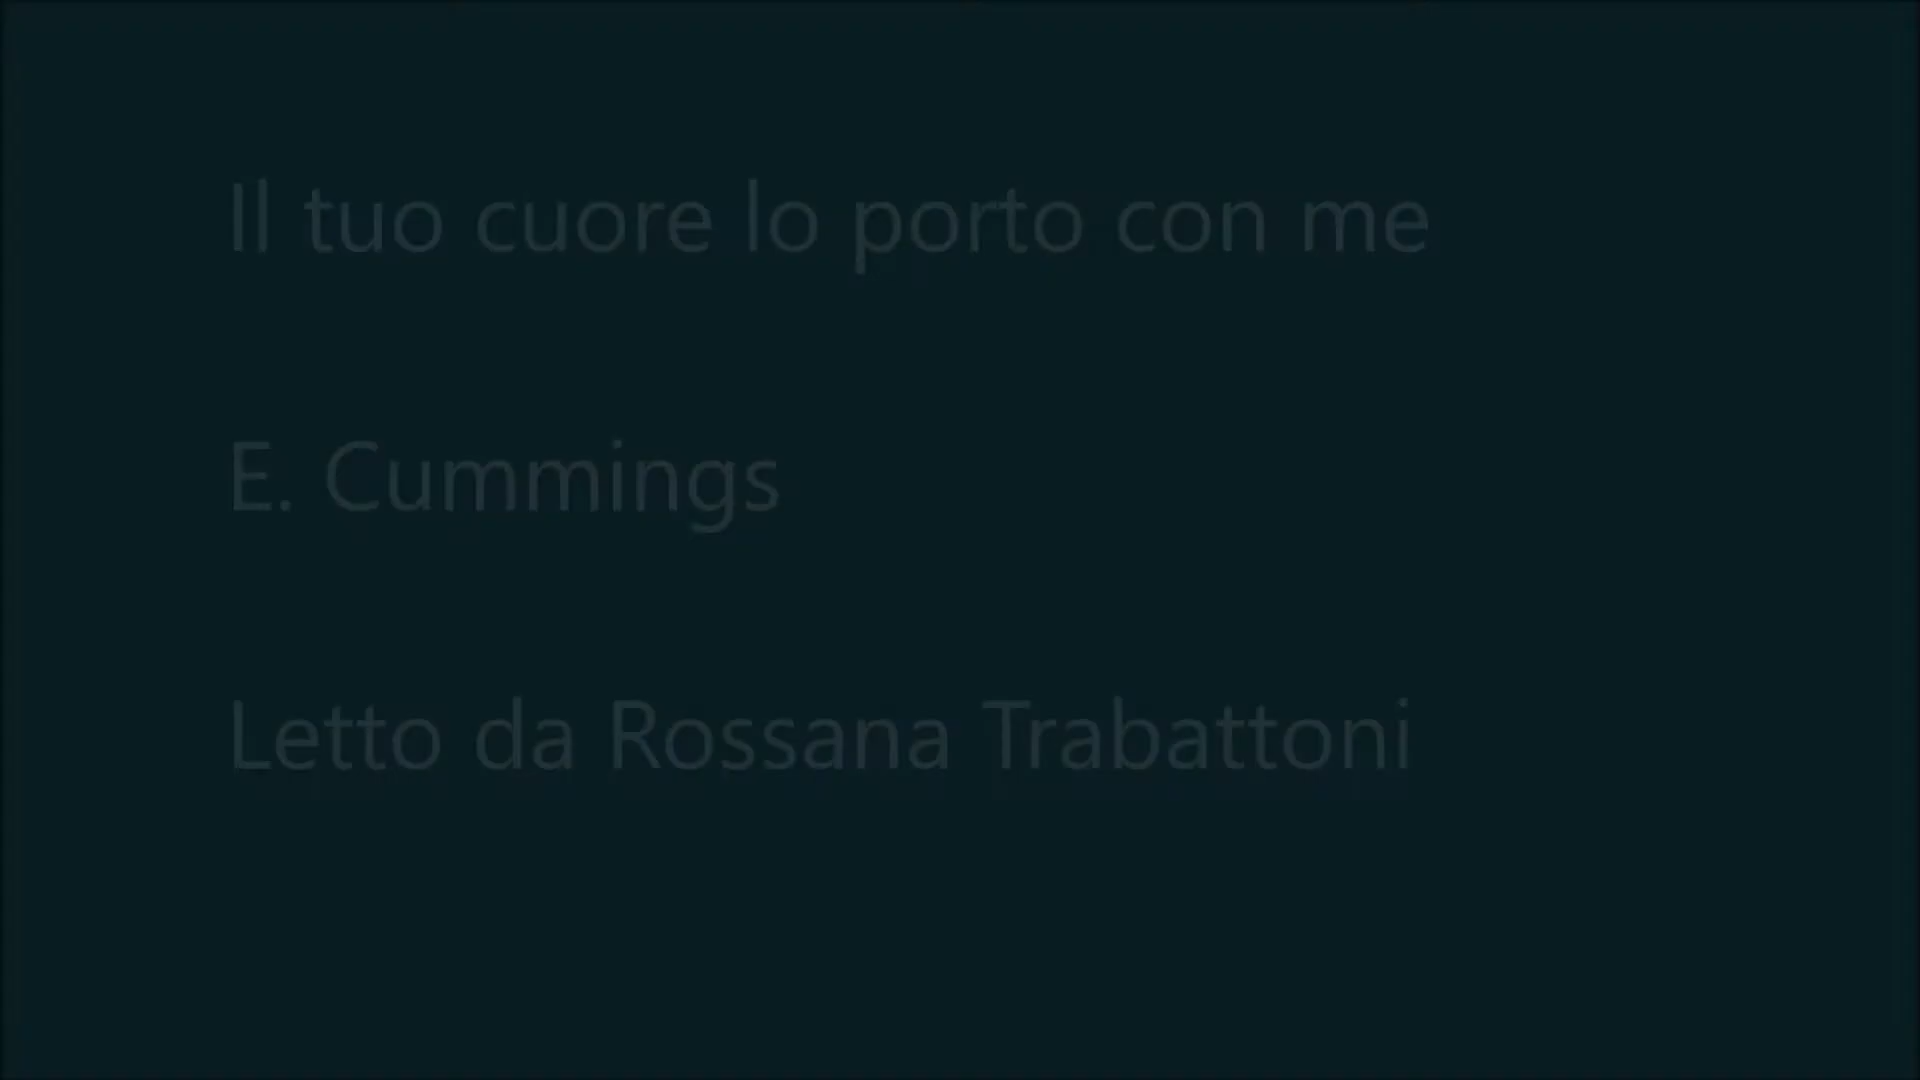 Il tuo cuore lo porto con me
E. Cummings
Letto da Rossana Trabattoni